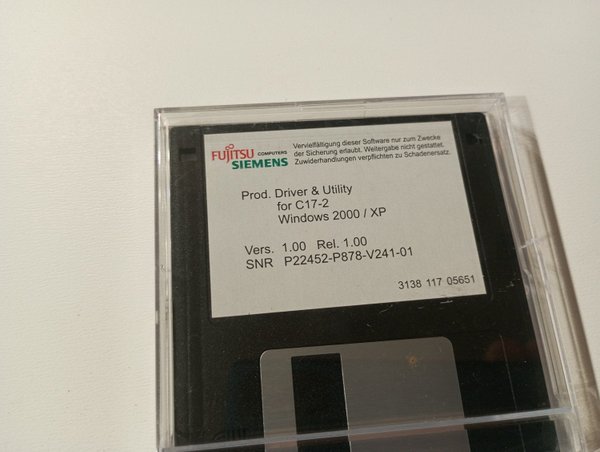 FUJITSU COMPUTERS
SIEMENS
Vervielfältigung dieser Software nur zum Zwecke
der Sicherung erlaubt. Weitergabe nicht gestattet.
Zuwiderhandlungen verpflichten zu Schadenersatz.
Prod. Driver & Utility
for C17-2
Windows 2000 / XP
Vers. 1.00 Rel. 1.00
SNR P22452-P878-V241-01
3138 117 05651